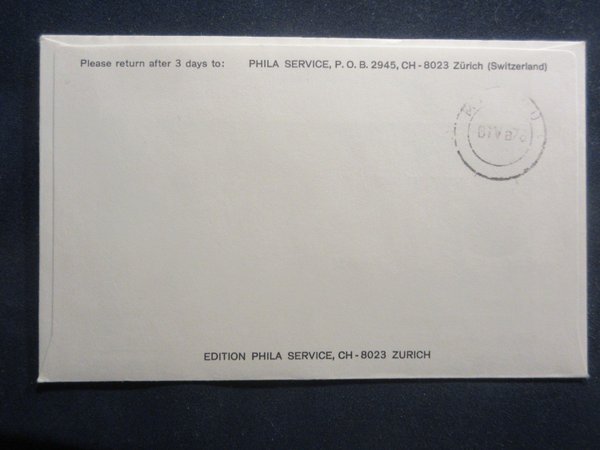 Please return after 3 days to: PHILA SERVICE, P. O. B. 2945, CH - 8023 Zürich (Switzerland)
EDITION PHILA SERVICE, CH - 8023 ZURICH